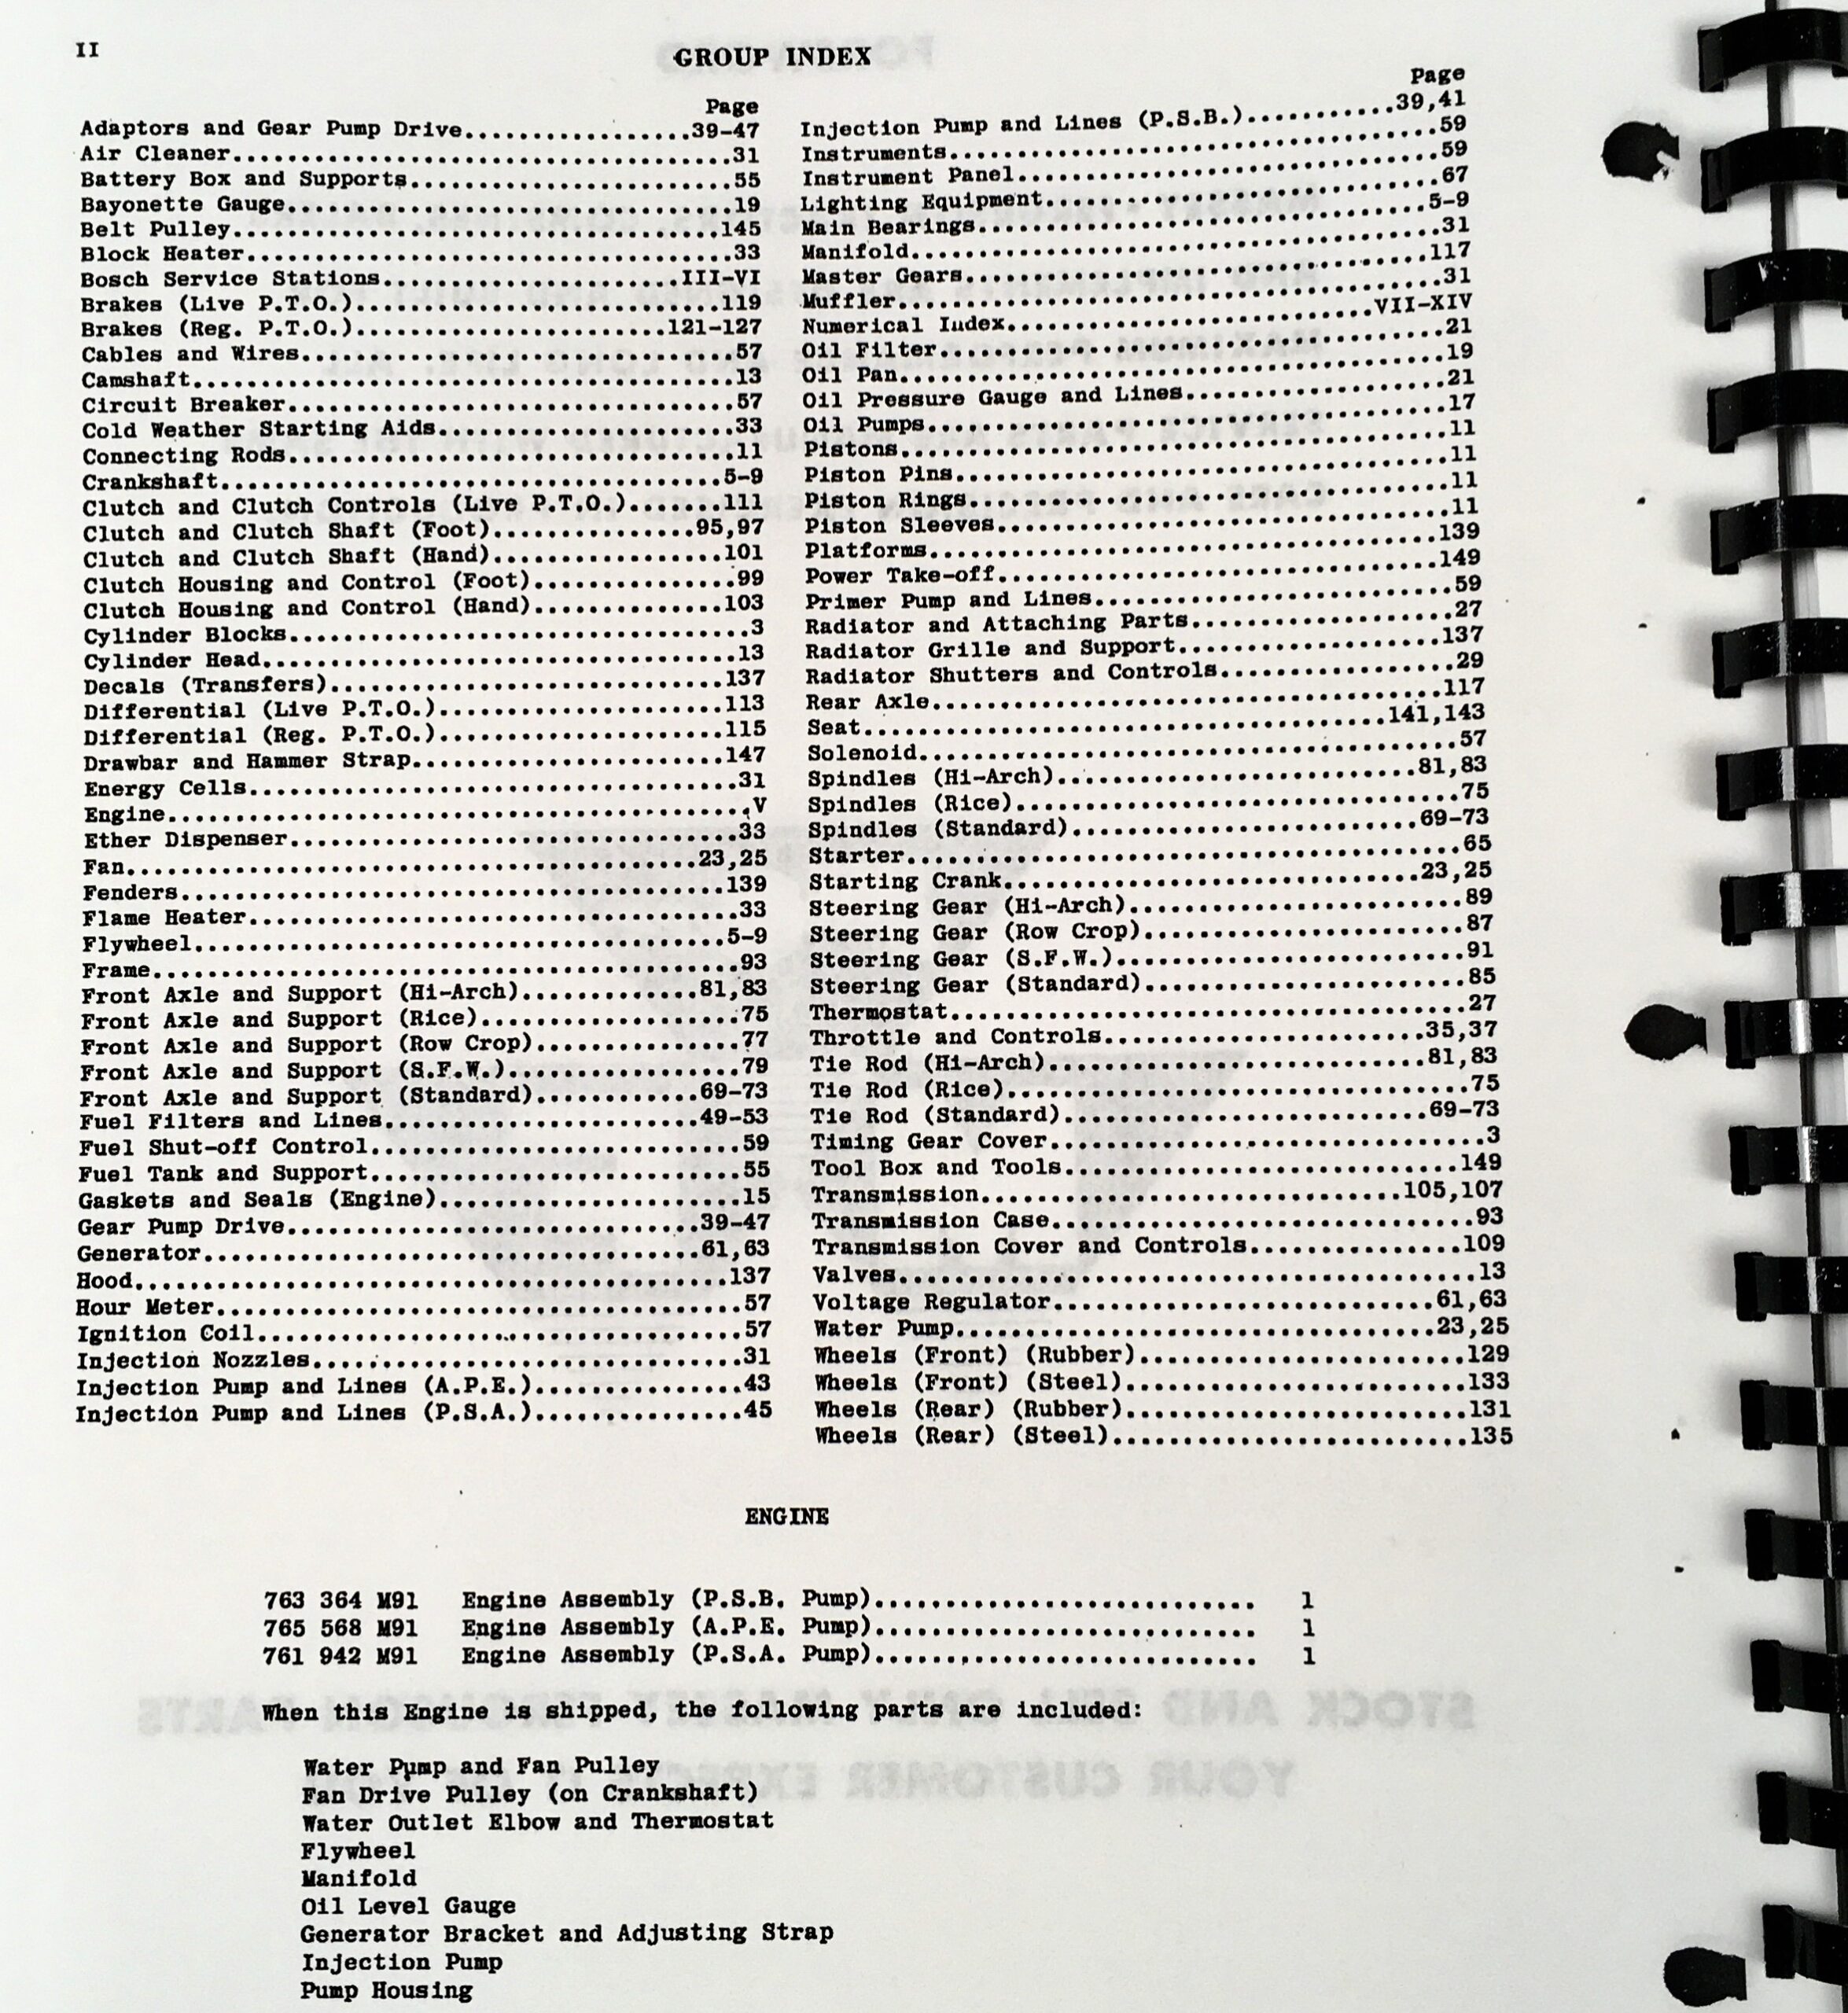 II
GROUP INDEX
Page
Adaptors and Gear Pump Drive.................39-47
Air Cleaner.....................................31
Battery Box and Supports........................55
Bayonette Gauge.................................19
Belt Pulley....................................145
Block Heater....................................33
Bosch Service Stations......................III-VI
Brakes (Live P.T.O.)...........................119
Brakes (Reg. P.T.O.).......................121-127
Cables and Wires................................57
Camshaft........................................13
Circuit Breaker.................................57
Cold Weather Starting Aids......................33
Connecting Rods.................................11
Crankshaft.....................................5-9
Clutch and Clutch Controls (Live P.T.O.).......111
Clutch and Clutch Shaft (Foot)...............95,97
Clutch and Clutch Shaft (Hand).................101
Clutch Housing and Control (Foot)...............99
Clutch Housing and Control (Hand)..............103
Cylinder Blocks..................................3
Cylinder Head...................................13
Decals (Transfers).............................137
Differential (Live P.T.O.).....................113
Differential (Reg. P.T.O.).....................115
Drawbar and Hammer Strap.......................147
Energy Cells....................................31
Engine...........................................V
Ether Dispenser.................................33
Fan..........................................23,25
Fenders........................................139
Flame Heater....................................33
Flywheel.......................................5-9
Frame...........................................93
Front Axle and Support (Hi-Arch).............81,83
Front Axle and Support (Rice)...................75
Front Axle and Support (Row Crop)...............77
Front Axle and Support (S.F.W.).................79
Front Axle and Support (Standard)............69-73
Fuel Filters and Lines.......................49-53
Fuel Shut-off Control...........................59
Fuel Tank and Support...........................55
Gaskets and Seals (Engine)......................15
Gear Pump Drive..............................39-47
Generator....................................61,63
Hood...........................................137
Hour Meter......................................57
Ignition Coil...................................57
Injection Nozzles...............................31
Injection Pump and Lines (A.P.E.)...............43
Injection Pump and Lines (P.S.A.)...............45
Page
Injection Pump and Lines (P.S.B.)...........39,41
Instruments....................................59
Instrument Panel...............................59
Lighting Equipment.............................67
Main Bearings.................................5-9
Manifold.......................................31
Master Gears..................................117
Muffler........................................31
Numerical Index..........................VII-XIV
Oil Filter.....................................21
Oil Pan........................................19
Oil Pressure Gauge and Lines...................21
Oil Pumps......................................17
Pistons........................................11
Piston Pins....................................11
Piston Rings...................................11
Piston Sleeves.................................11
Platforms.....................................139
Power Take-off................................149
Primer Pump and Lines..........................59
Radiator and Attaching Parts...................27
Radiator Grille and Support...................137
Radiator Shutters and Controls.................29
Rear Axle.....................................117
Seat......................................141,143
Solenoid.......................................57
Spindles (Hi-Arch).........................81,83
Spindles (Rice)................................75
Spindles (Standard).........................69-73
Starter........................................65
Starting Crank..............................23,25
Steering Gear (Hi-Arch)........................89
Steering Gear (Row Crop).......................87
Steering Gear (S.F.W.).........................91
Steering Gear (Standard).......................85
Thermostat.....................................27
Throttle and Controls.......................35,37
Tie Rod (Hi-Arch)...........................81,83
Tie Rod (Rice).................................75
Tie Rod (Standard)..........................69-73
Timing Gear Cover...............................3
Tool Box and Tools............................149
Transmission..............................105,107
Transmission Case..............................93
Transmission Cover and Controls...............109
Valves.........................................13
Voltage Regulator...........................61,63
Water Pump..................................23,25
Wheels (Front) (Rubber).......................129
Wheels (Front) (Steel)........................133
Wheels (Rear) (Rubber)........................131
Wheels (Rear) (Steel).........................135
ENGINE
763 364 M91 Engine Assembly (P.S.B. Pump)........................... 1
765 568 M91 Engine Assembly (A.P.E. Pump)........................... 1
761 942 M91 Engine Assembly (P.S.A. Pump)........................... 1
When this Engine is shipped, the following parts are included:
Water Pump and Fan Pulley
Fan Drive Pulley (on Crankshaft)
Water Outlet Elbow and Thermostat
Flywheel
Manifold
Oil Level Gauge
Generator Bracket and Adjusting Strap
Injection Pump
Pump Housing